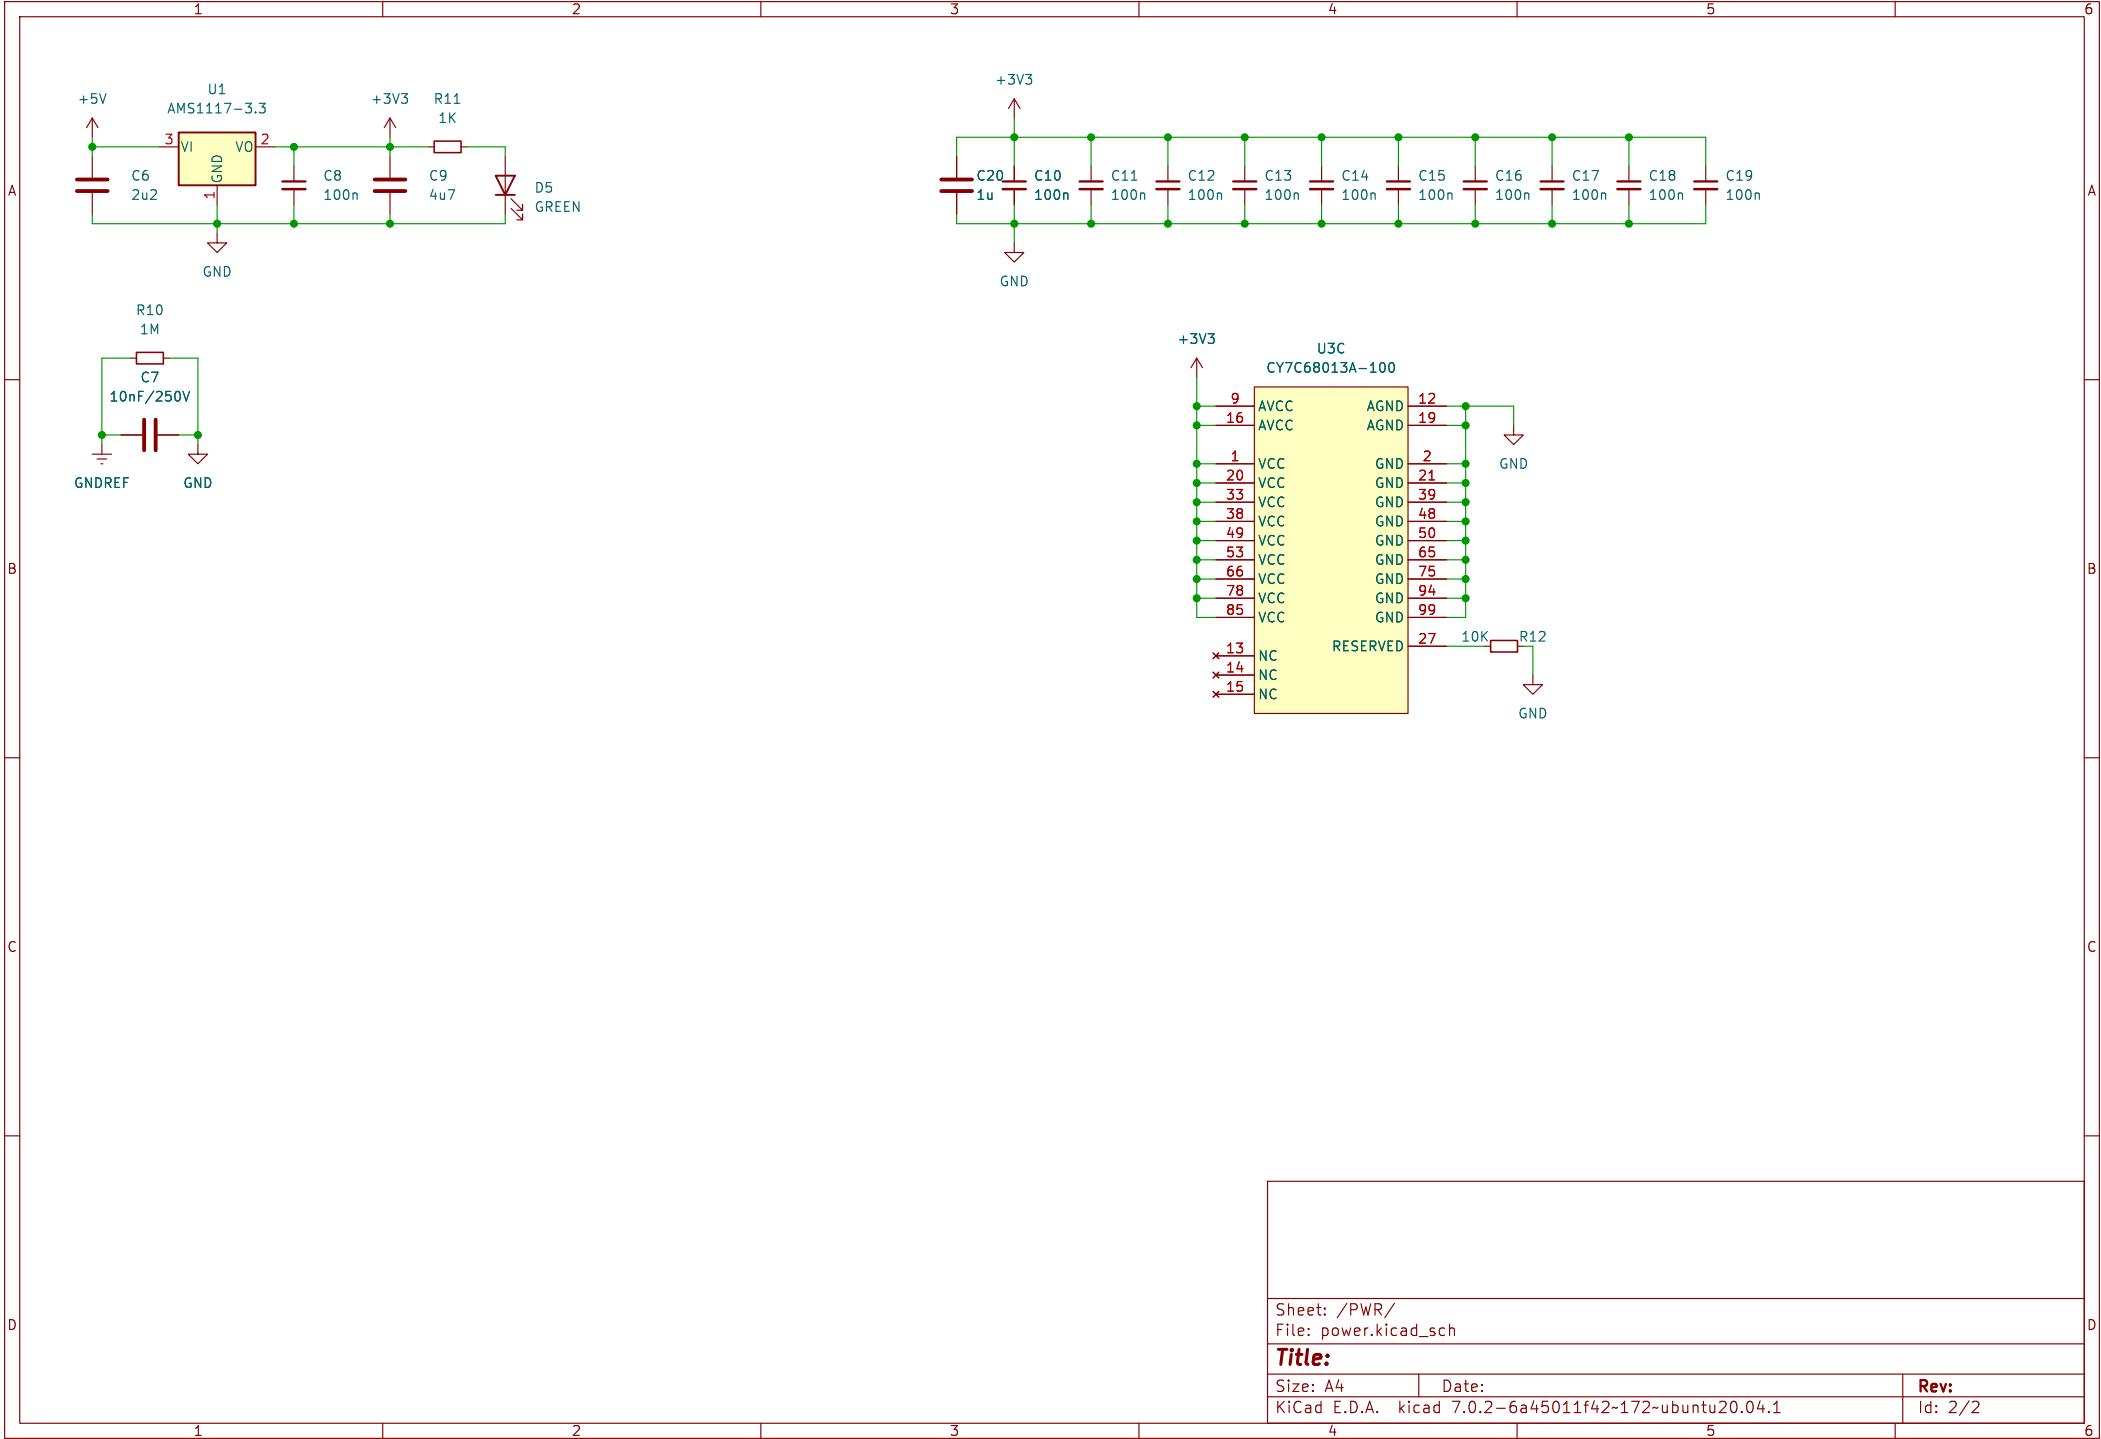 1 2 3 4 5 6
A
B
C
D
+5V
U1
AMS1117-3.3
3 VI VO 2
GND
1
C6
2u2
C8
100n
+3V3
C9
4u7
R11
1K
D5
GREEN
GND
R10
1M
C7
10nF/250V
GNDREF
GND
+3V3
C20
1u
C10
100n
C11
100n
C12
100n
C13
100n
C14
100n
C15
100n
C16
100n
C17
100n
C18
100n
C19
100n
GND
+3V3
U3C
CY7C68013A-100
9 AVCC AGND 12
16 AVCC AGND 19
1 VCC GND 2
20 VCC GND 21
33 VCC GND 39
38 VCC GND 48
49 VCC GND 50
53 VCC GND 65
66 VCC GND 75
78 VCC GND 94
85 VCC GND 99
RESERVED 27
13 NC
14 NC
15 NC
GND
10K R12
GND
A
B
C
D
Sheet: /PWR/
File: power.kicad_sch
Title:
Size: A4 Date: Rev:
KiCad E.D.A. kicad 7.0.2-6a45011f42~172~ubuntu20.04.1 Id: 2/2
1 2 3 4 5 6